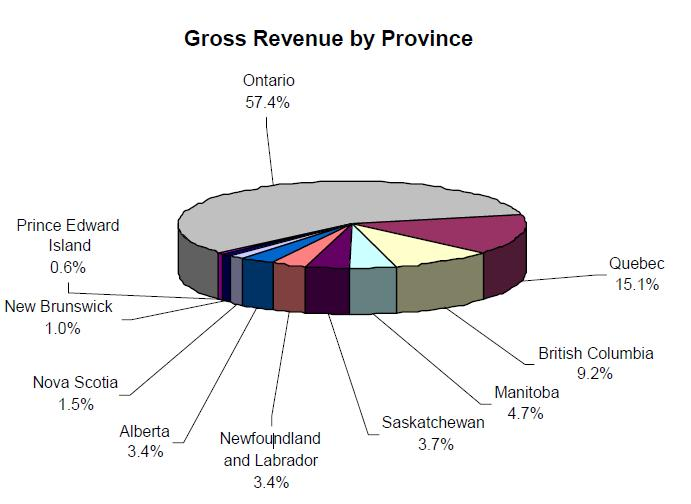 Gross Revenue by Province
Ontario
57.4%
Quebec
15.1%
British Columbia
9.2%
Manitoba
4.7%
Saskatchewan
3.7%
Newfoundland
and Labrador
3.4%
Alberta
3.4%
Nova Scotia
1.5%
New Brunswick
1.0%
Prince Edward
Island
0.6%